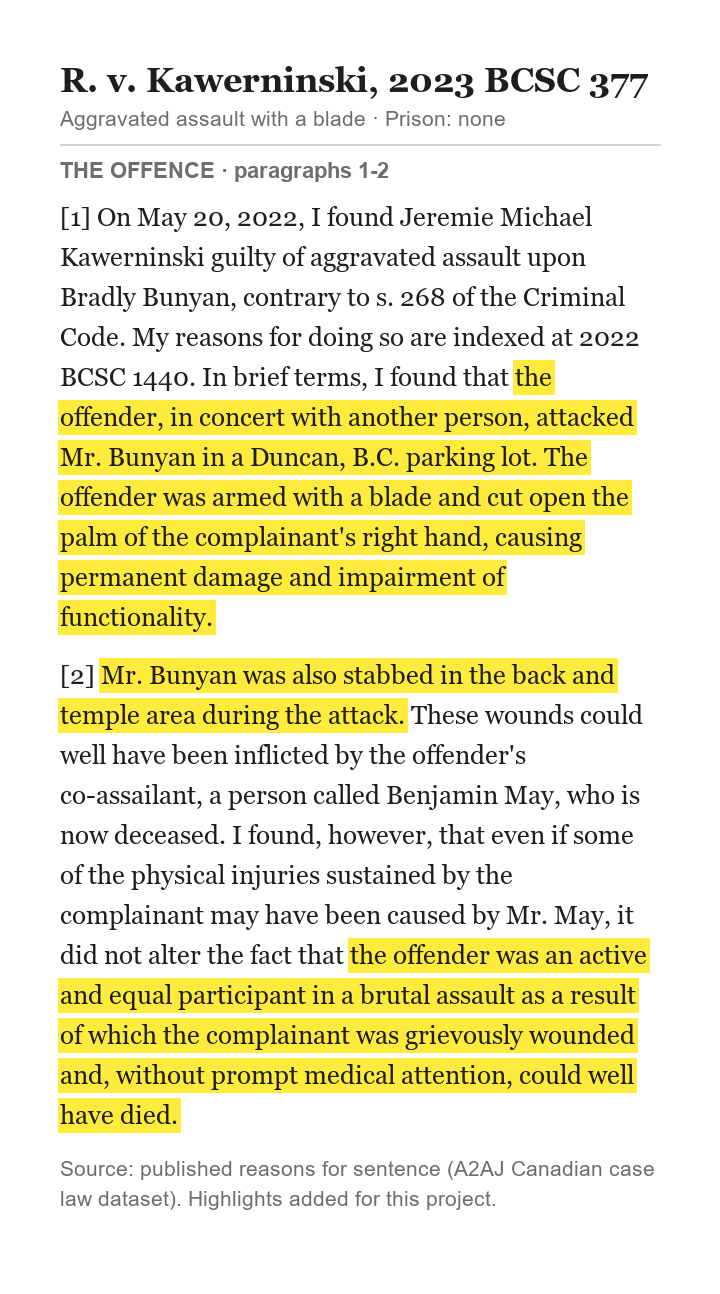 R. v. Kawerninski, 2023 BCSC 377
Aggravated assault with a blade · Prison: none
THE OFFENCE · paragraphs 1-2
[1] On May 20, 2022, I found Jeremie Michael
Kawerninski guilty of aggravated assault upon
Bradly Bunyan, contrary to s. 268 of the Criminal
Code. My reasons for doing so are indexed at 2022
BCSC 1440. In brief terms, I found that the
offender, in concert with another person, attacked
Mr. Bunyan in a Duncan, B.C. parking lot. The
offender was armed with a blade and cut open the
palm of the complainant's right hand, causing
permanent damage and impairment of
functionality.
[2] Mr. Bunyan was also stabbed in the back and
temple area during the attack. These wounds could
well have been inflicted by the offender's
co-assailant, a person called Benjamin May, who is
now deceased. I found, however, that even if some
of the physical injuries sustained by the
complainant may have been caused by Mr. May, it
did not alter the fact that the offender was an active
and equal participant in a brutal assault as a result
of which the complainant was grievously wounded
and, without prompt medical attention, could well
have died.
Source: published reasons for sentence (A2AJ Canadian case
law dataset). Highlights added for this project.